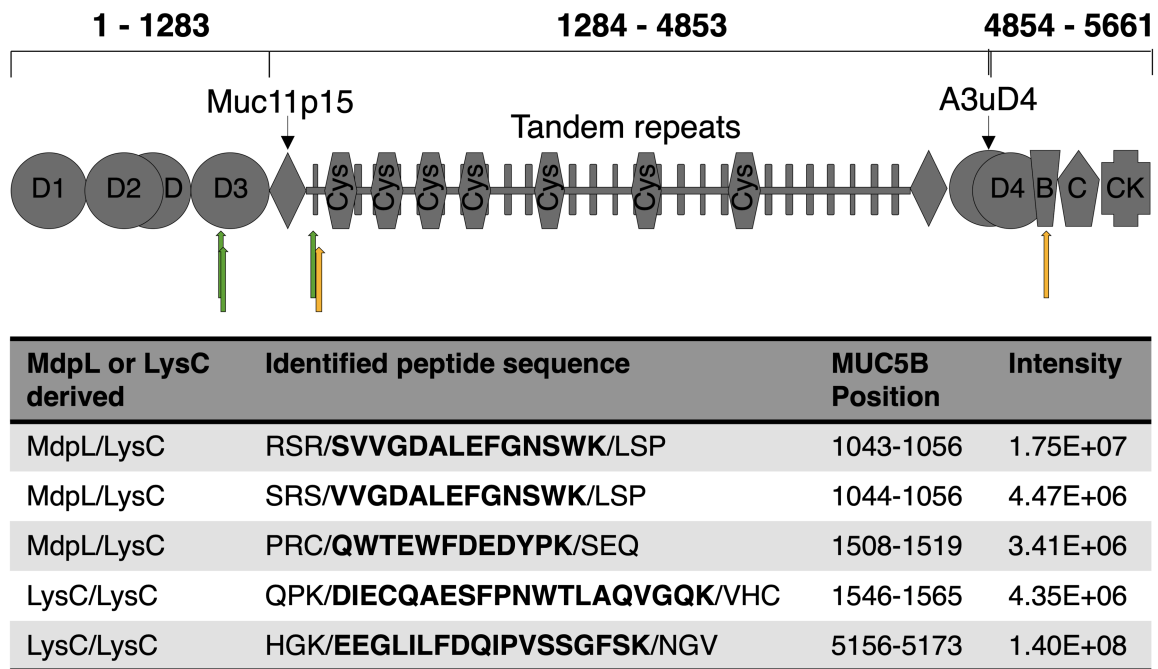 1 - 1283 1284 - 4853 4854 - 5661
Muc11p15 A3uD4
Tandem repeats
D1 D2 D D3 Cys Cys Cys Cys Cys Cys Cys D4 B C CK
MdpL or LysC derived Identified peptide sequence MUC5B Position Intensity
MdpL/LysC RSR/SVVGDALEFGNSWK/LSP 1043-1056 1.75E+07
MdpL/LysC SRS/VVGDALEFGNSWK/LSP 1044-1056 4.47E+06
MdpL/LysC PRC/QWTEWFDEDYPK/SEQ 1508-1519 3.41E+06
LysC/LysC QPK/DIECQAESFPNWTLAQVGQK/VHC 1546-1565 4.35E+06
LysC/LysC HGK/EEGLILFDQIPVSSGFSK/NGV 5156-5173 1.40E+08